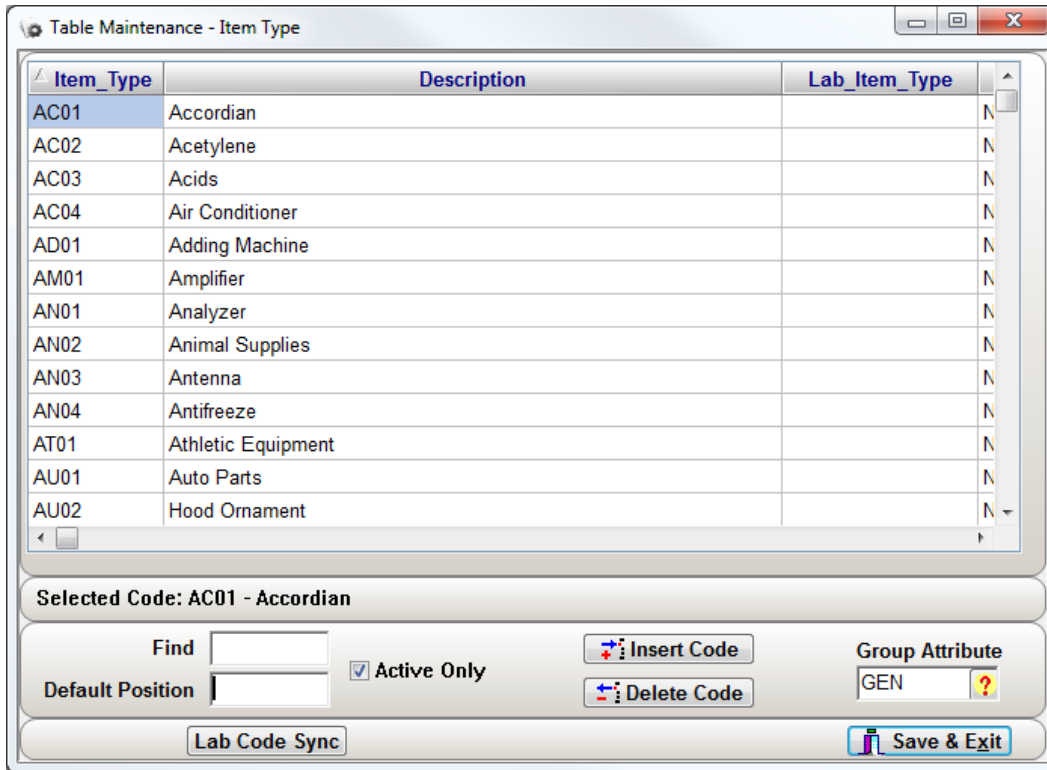 Table Maintenance - Item Type
Item_Type Description Lab_Item_Type
AC01 Accordian N
AC02 Acetylene N
AC03 Acids N
AC04 Air Conditioner N
AD01 Adding Machine N
AM01 Amplifier N
AN01 Analyzer N
AN02 Animal Supplies N
AN03 Antenna N
AN04 Antifreeze N
AT01 Athletic Equipment N
AU01 Auto Parts N
AU02 Hood Ornament N
Selected Code: AC01 - Accordian
Find
Default Position
Active Only
Insert Code
Delete Code
Group Attribute
GEN ?
Lab Code Sync
Save & Exit